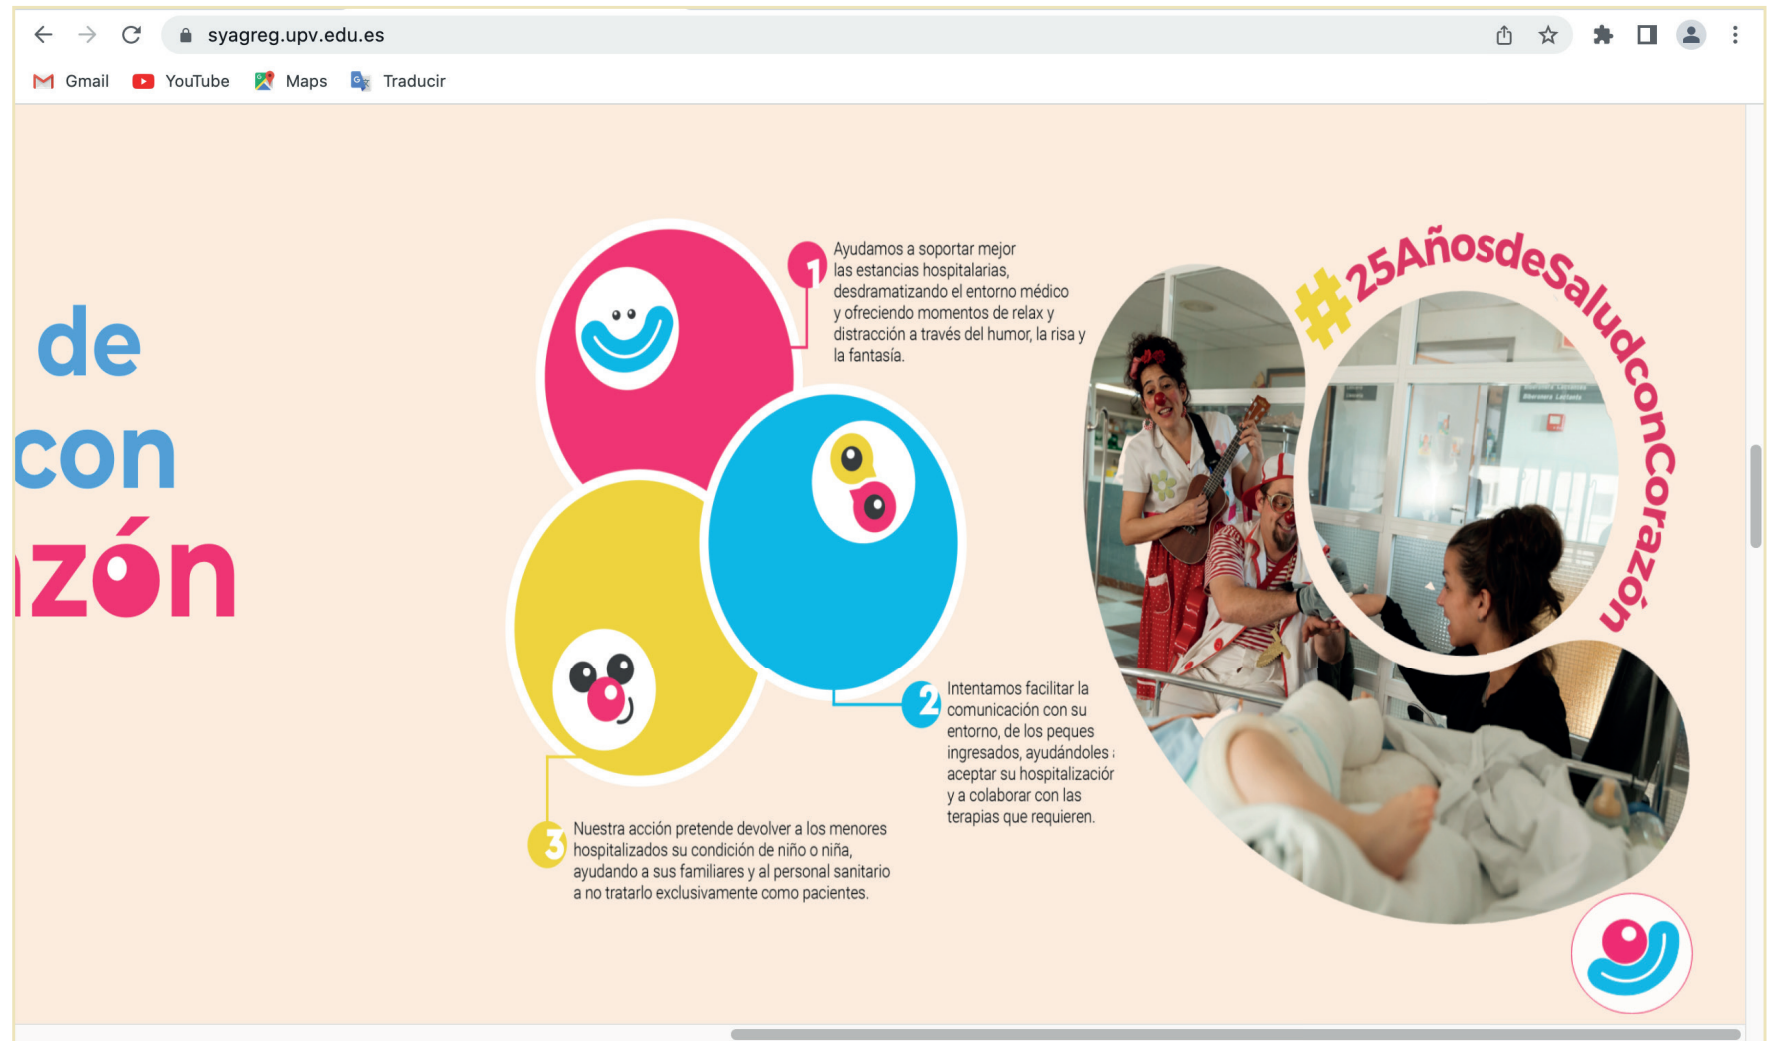 syagreg.upv.edu.es
Gmail YouTube Maps Traducir
de
con
zón
1
Ayudamos a soportar mejor
las estancias hospitalarias,
desdramatizando el entorno médico
y ofreciendo momentos de relax y
distracción a través del humor, la risa y
la fantasía.
#25AñosdeSaludconCorazón
2
Intentamos facilitar la
comunicación con su
entorno, de los peques
ingresados, ayudándoles
aceptar su hospitalización
y a colaborar con las
terapias que requieren.
3
Nuestra acción pretende devolver a los menores
hospitalizados su condición de niño o niña,
ayudando a sus familiares y al personal sanitario
a no tratarlo exclusivamente como pacientes.